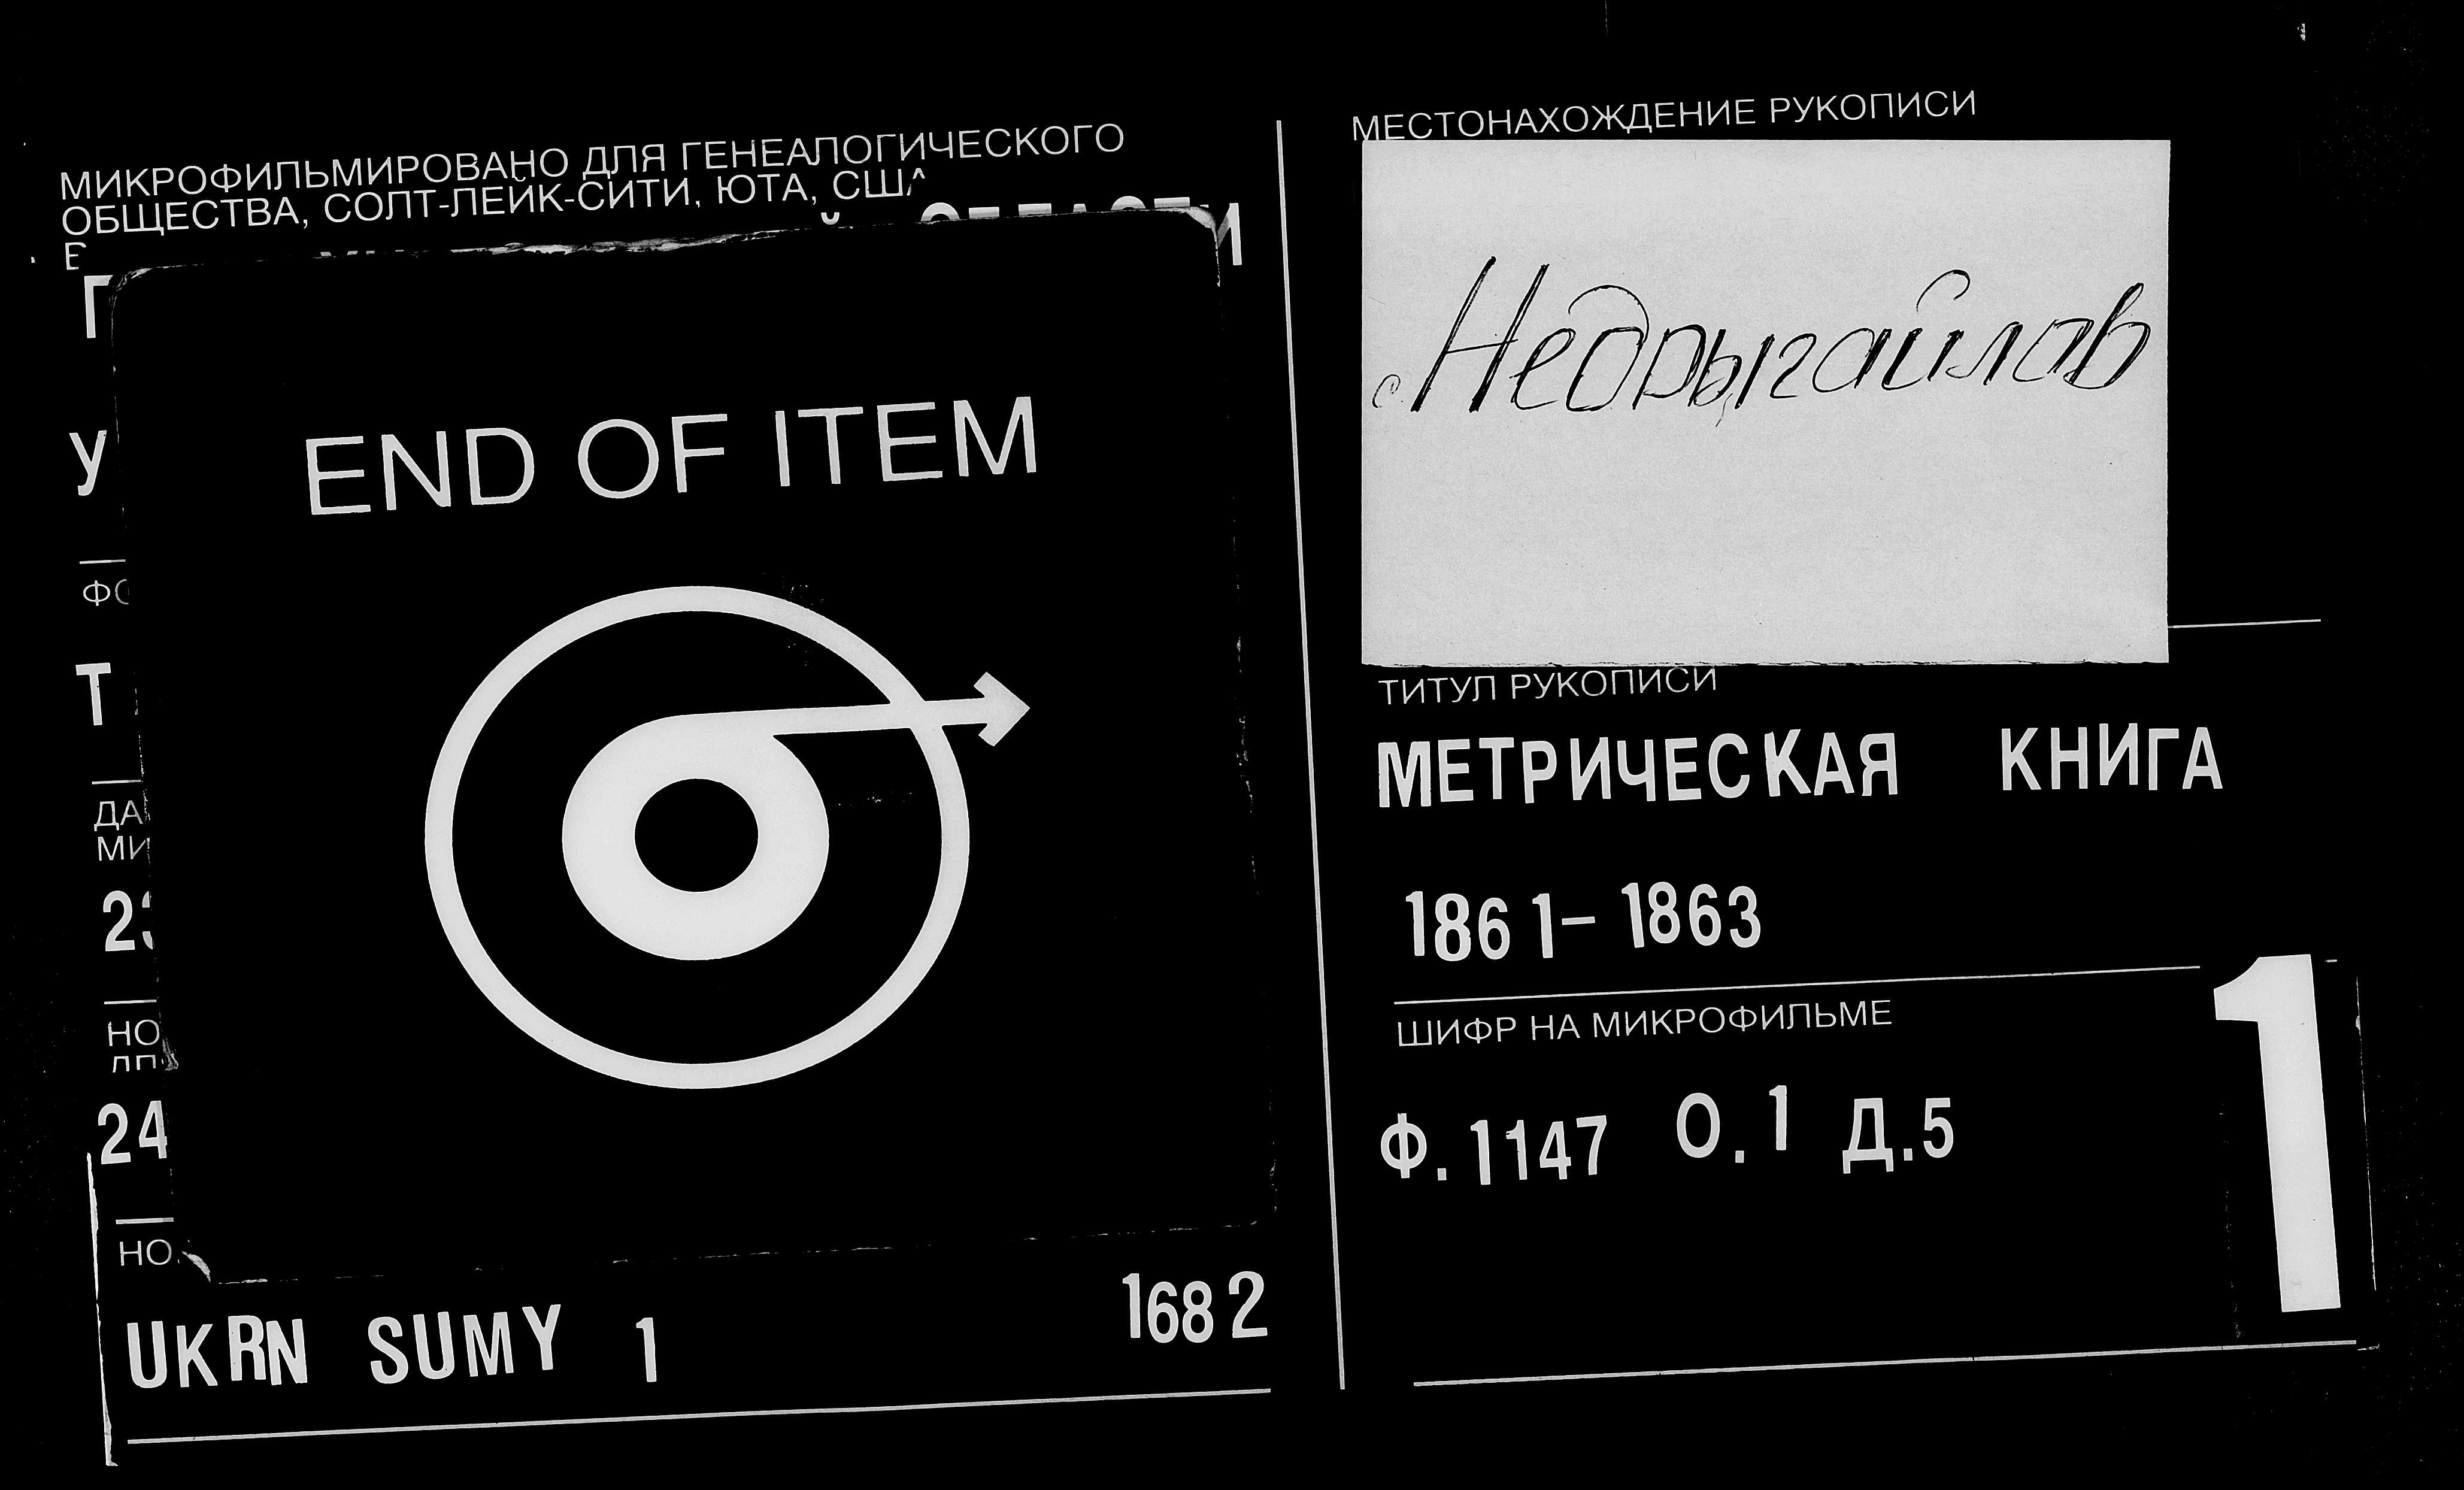 МИКРОФИЛЬМИРОВАНО ДЛЯ ГЕНЕАЛОГИЧЕСКОГО
ОБЩЕСТВА, СОЛТ-ЛЕЙК-СИТИ, ЮТА, США
END OF ITEM
24
UKRN SUMY 1 1682
МЕСТОНАХОЖДЕНИЕ РУКОПИСИ
с. Недрыгайлов
ТИТУЛ РУКОПИСИ
МЕТРИЧЕСКАЯ КНИГА
1861-1863
ШИФР НА МИКРОФИЛЬМЕ
Ф. 1147 О. 1 Д.5
1